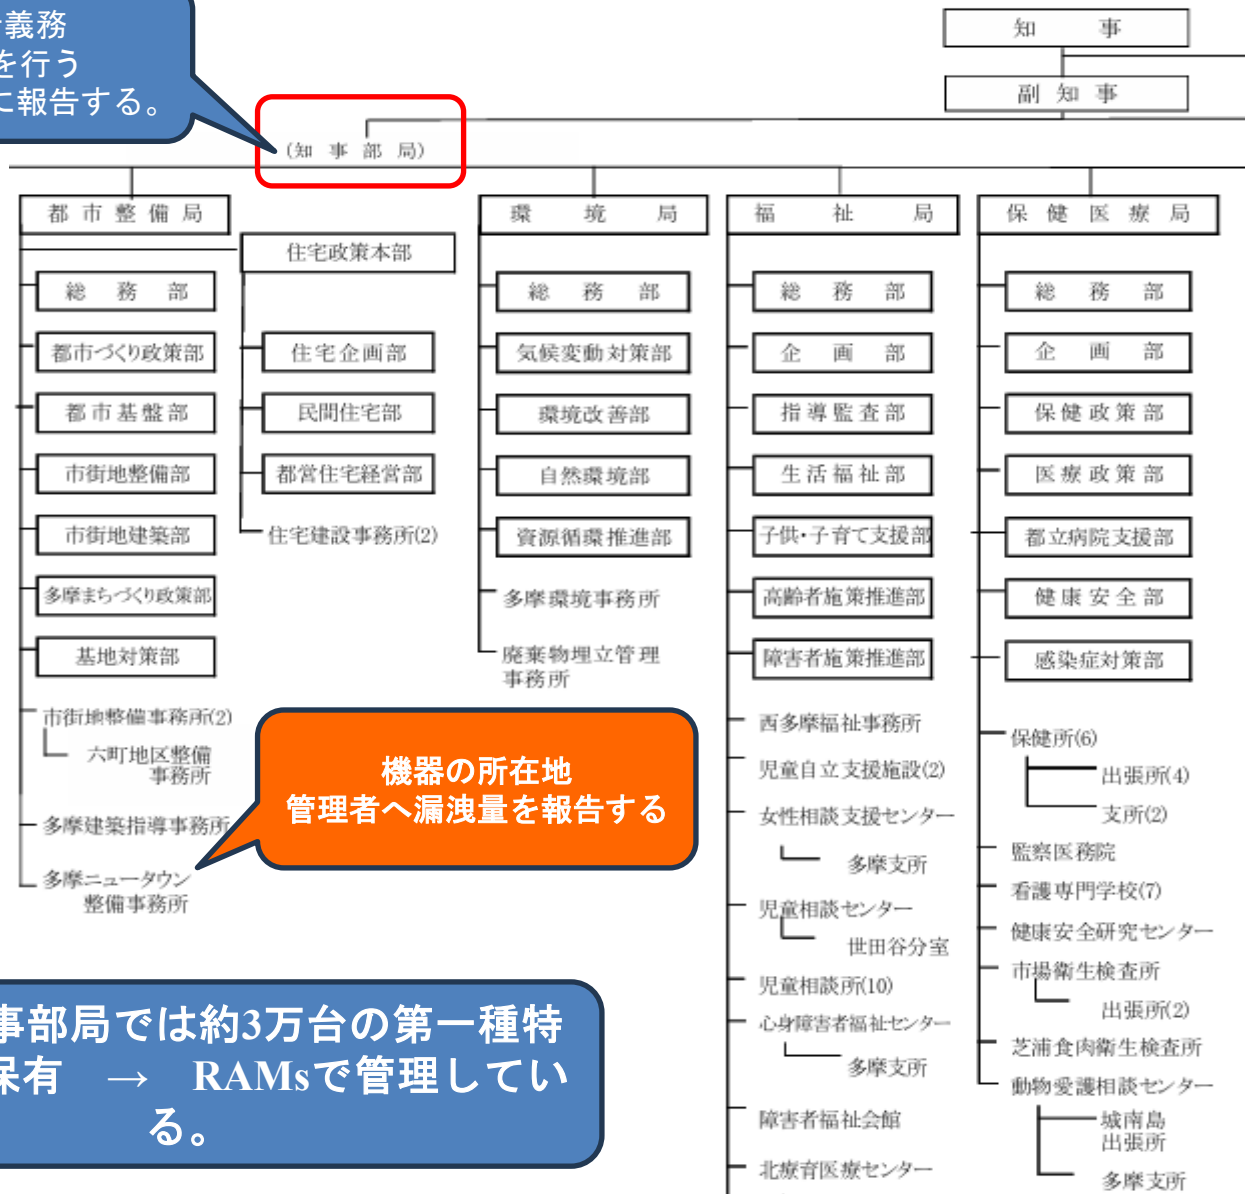 義務
を行う
に報告する。
知　事
副 知 事
(知 事 部 局)
都 市 整 備 局
住宅政策本部
総 務 部
都市づくり政策部
都市基盤部
市街地整備部
市街地建築部
多摩まちづくり政策部
基地対策部
市街地整備事務所(2)
六町地区整備
事務所
多摩建築指導事務所
多摩ニュータウン
整備事務所
住宅企画部
民間住宅部
都営住宅経営部
住宅建設事務所(2)
環 境 局
総 務 部
気候変動対策部
環境改善部
自然環境部
資源循環推進部
多摩環境事務所
廃棄物埋立管理
事務所
福 祉 局
総 務 部
企 画 部
指導監査部
生活福祉部
子供・子育て支援部
高齢者施策推進部
障害者施策推進部
西多摩福祉事務所
児童自立支援施設(2)
女性相談支援センター
多摩支所
児童相談センター
世田谷分室
児童相談所(10)
心身障害者福祉センター
多摩支所
障害者福祉会館
北療育医療センター
保 健 医 療 局
総 務 部
企 画 部
保健政策部
医療政策部
都立病院支援部
健康安全部
感染症対策部
保健所(6)
出張所(4)
支所(2)
監察医務院
看護専門学校(7)
健康安全研究センター
市場衛生検査所
出張所(2)
芝浦食肉衛生検査所
動物愛護相談センター
城南島
出張所
多摩支所
機器の所在地
管理者へ漏洩量を報告する
事部局では約3万台の第一種特
保有　→　RAMsで管理してい
る。